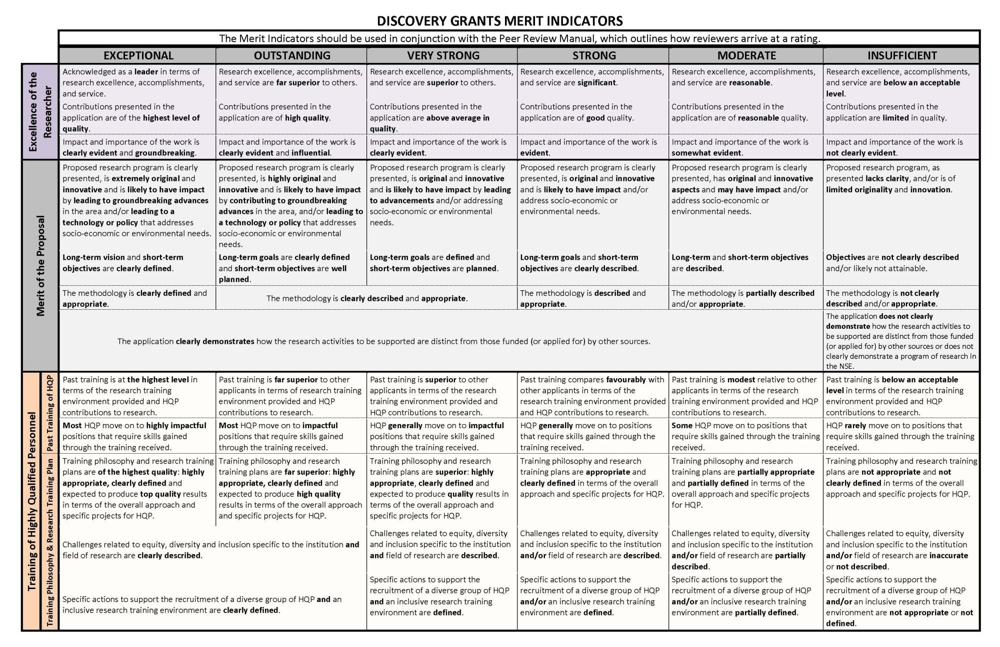 DISCOVERY GRANTS MERIT INDICATORS
The Merit Indicators should be used in conjunction with the Peer Review Manual, which outlines how reviewers arrive at a rating.
EXCEPTIONAL
OUTSTANDING
VERY STRONG
STRONG
MODERATE
INSUFFICIENT
Excellence of the
Researcher
Acknowledged as a leader in terms of
research excellence, accomplishments,
and service.
Research excellence, accomplishments,
and service are far superior to others.
Research excellence, accomplishments,
and service are superior to others.
Research excellence, accomplishments,
and service are significant.
Research excellence, accomplishments,
and service are reasonable.
Research excellence, accomplishments,
and service are below an acceptable
level.
Contributions presented in the
application are of the highest level of
quality.
Contributions presented in the
application are of high quality.
Contributions presented in the
application are above average in
quality.
Contributions presented in the
application are of good quality.
Contributions presented in the
application are of reasonable quality.
Contributions presented in the
application are limited in quality.
Impact and importance of the work is
clearly evident and groundbreaking.
Impact and importance of the work is
clearly evident and influential.
Impact and importance of the work is
clearly evident.
Impact and importance of the work is
evident.
Impact and importance of the work is
somewhat evident.
Impact and importance of the work is
not clearly evident.
Merit of the Proposal
Proposed research program is clearly
presented, is extremely original and
innovative and is likely to have impact
by leading to groundbreaking advances
in the area and/or leading to a
technology or policy that addresses
socio-economic or environmental needs.
Proposed research program is clearly
presented, is highly original and
innovative and is likely to have impact
by contributing to groundbreaking
advances in the area, and/or leading to
a technology or policy that addresses
socio-economic or environmental
needs.
Proposed research program is clearly
presented, is original and innovative
and is likely to have impact by leading
to advancements and/or addressing
socio-economic or environmental
needs.
Proposed research program is clearly
presented, is original and innovative
and is likely to have impact and/or
address socio-economic or
environmental needs.
Proposed research program is clearly
presented, has original and innovative
aspects and may have impact and/or
address socio-economic or
environmental needs.
Proposed research program, as
presented lacks clarity, and/or is of
limited originality and innovation.
Long-term vision and short-term
objectives are clearly defined.
Long-term goals are clearly defined
and short-term objectives are well
planned.
Long-term goals are defined and
short-term objectives are planned.
Long-term goals and short-term
objectives are clearly described.
Long-term and short-term objectives
are described.
Objectives are not clearly described
and/or likely not attainable.
The methodology is clearly defined and
appropriate.
The methodology is clearly described and appropriate.
The methodology is described and
appropriate.
The methodology is partially described
and/or appropriate.
The methodology is not clearly
described and/or appropriate.
The application clearly demonstrates how the research activities to be supported are distinct from those funded (or applied for) by other sources.
The application does not clearly
demonstrate how the research activities to
be supported are distinct from those funded
(or applied for) by other sources or does not
clearly demonstrate a program of research in
the NSE.
Training of Highly Qualified Personnel
Past Training of HQP
Past training is at the highest level in
terms of the research training
environment provided and HQP
contributions to research.
Past training is far superior to other
applicants in terms of research training
environment provided and HQP
contributions to research.
Past training is superior to other
applicants in terms of the research
training environment provided and
HQP contributions to research.
Past training compares favourably with
other applicants in terms of the
research training environment provided
and HQP contributions to research.
Past training is modest relative to other
applicants in terms of the research
training environment provided and HQP
contributions to research.
Past training is below an acceptable
level in terms of the research training
environment provided and HQP
contributions to research.
Most HQP move on to highly impactful
positions that require skills gained
through the training received.
Most HQP move on to impactful
positions that require skills gained
through the training received.
HQP generally move on to impactful
positions that require skills gained
through the training received.
HQP generally move on to positions
that require skills gained through the
training received.
Some HQP move on to positions that
require skills gained through the training
received.
HQP rarely move on to positions that
require skills gained through the training
received.
Training Philosophy & Research Training Plan
Training philosophy and research training
plans are of the highest quality: highly
appropriate, clearly defined and
expected to produce top quality results
in terms of the overall approach and
specific projects for HQP.
Training philosophy and research
training plans are far superior: highly
appropriate, clearly defined and
expected to produce high quality
results in terms of the overall approach
and specific projects for HQP.
Training philosophy and research
training plans are superior: highly
appropriate, clearly defined and
expected to produce quality results in
terms of the overall approach and
specific projects for HQP.
Training philosophy and research
training plans are appropriate and
clearly defined in terms of the overall
approach and specific projects for HQP.
Training philosophy and research
training plans are partially appropriate
and partially defined in terms of the
overall approach and specific projects
for HQP.
Training philosophy and research training
plans are not appropriate and not
clearly defined in terms of the overall
approach and specific projects for HQP.
Challenges related to equity, diversity and inclusion specific to the institution and
field of research are clearly described.
Challenges related to equity, diversity
and inclusion specific to the institution
and field of research are described.
Challenges related to equity, diversity
and inclusion specific to the institution
and/or field of research are described.
Challenges related to equity, diversity
and inclusion specific to the institution
and/or field of research are partially
described.
Challenges related to equity, diversity
and inclusion specific to the institution
and/or field of research are inaccurate
or not described.
Specific actions to support the recruitment of a diverse group of HQP and an
inclusive research training environment are clearly defined.
Specific actions to support the
recruitment of a diverse group of HQP
and an inclusive research training
environment are defined.
Specific actions to support the
recruitment of a diverse group of HQP
and/or an inclusive research training
environment are defined.
Specific actions to support the
recruitment of a diverse group of HQP
and/or an inclusive research training
environment are partially defined.
Specific actions to support the
recruitment of a diverse group of HQP
and/or an inclusive research training
environment are not appropriate or not
defined.